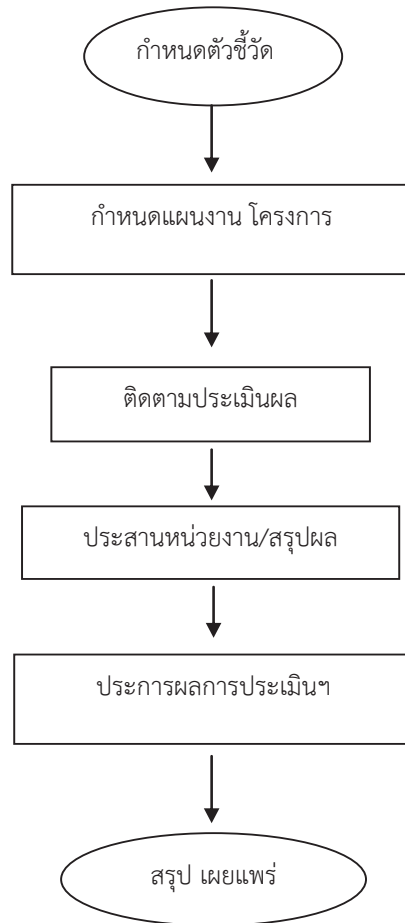 กำหนดตัวชี้วัด
กำหนดแผนงาน โครงการ
ติดตามประเมินผล
ประสานหน่วยงาน/สรุปผล
ประการผลการประเมินฯ
สรุป เผยแพร่